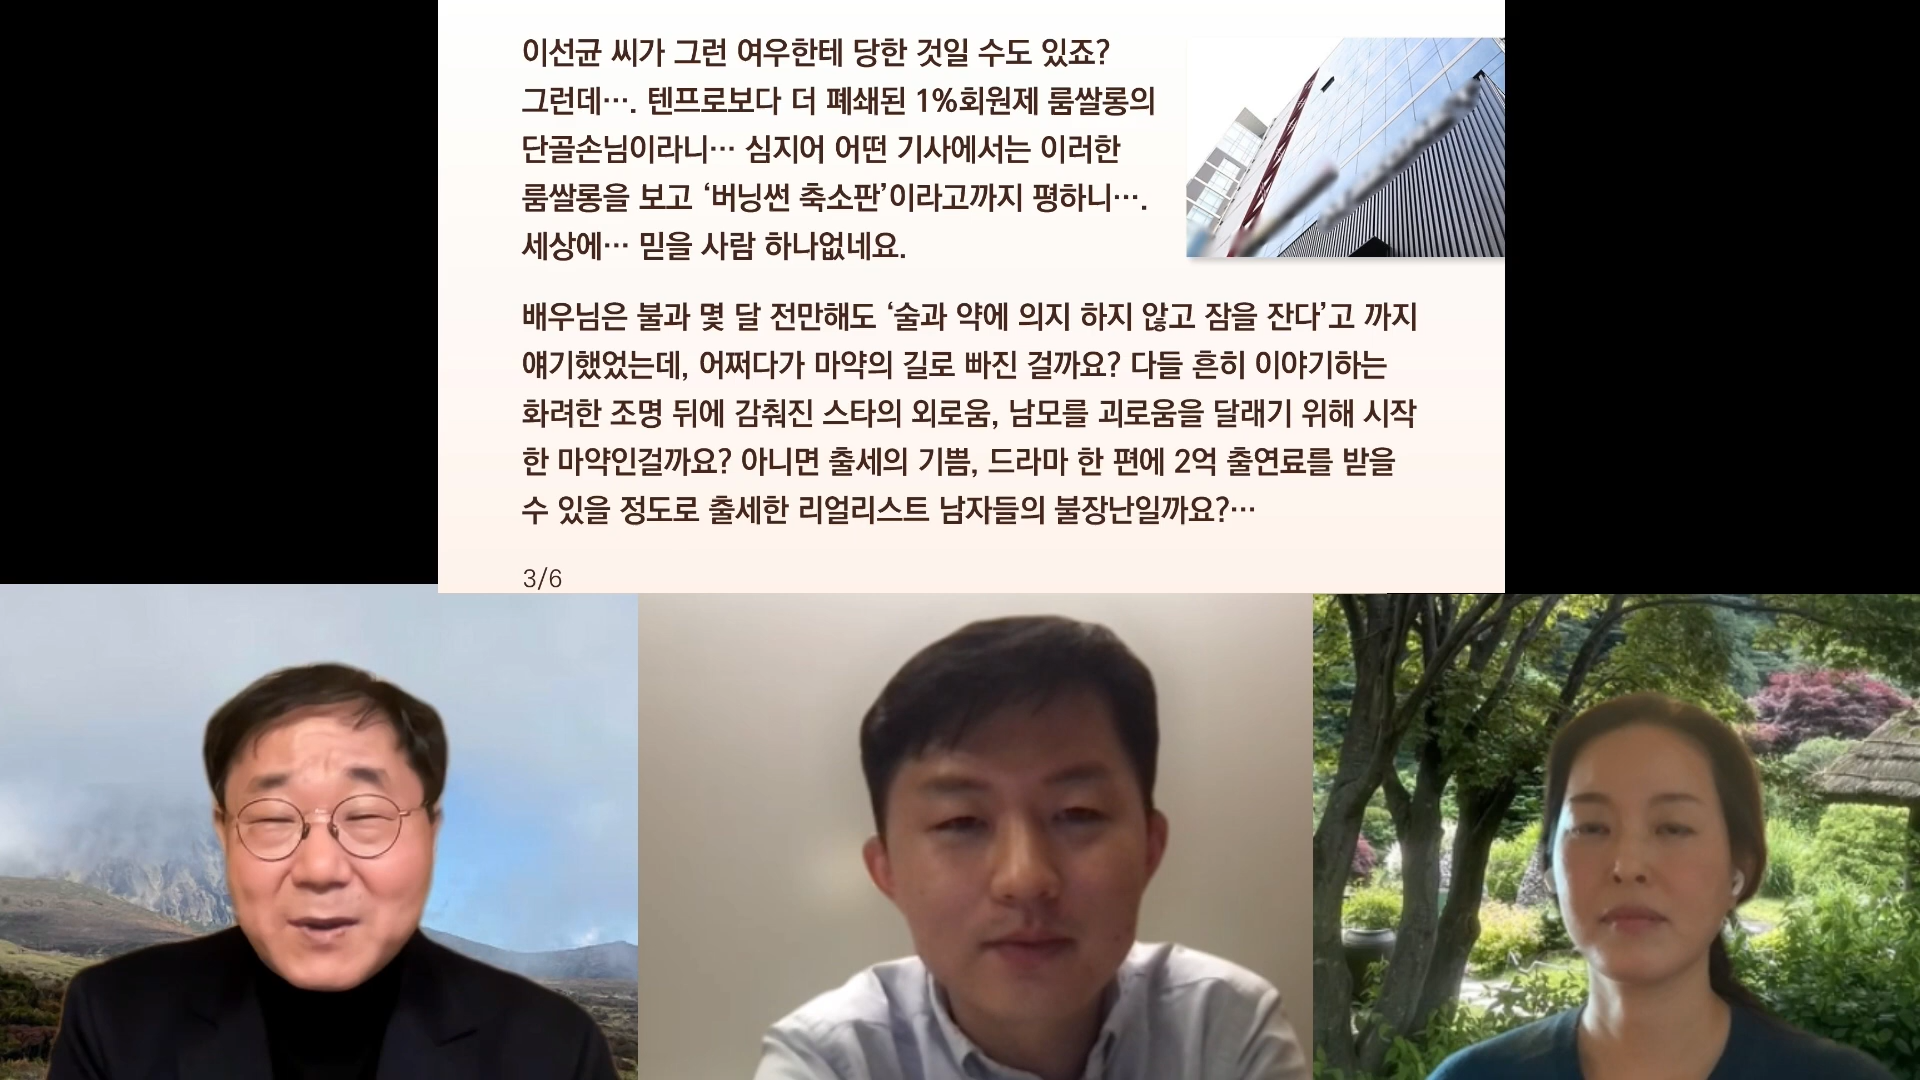 이선균 씨가 그런 여우한테 당한 것일 수도 있죠?
그런데…. 텐프로보다 더 폐쇄된 1%회원제 룸쌀롱의
단골손님이라니… 심지어 어떤 기사에서는 이러한
룸쌀롱을 보고 ‘버닝썬 축소판’이라고까지 평하니….
세상에… 믿을 사람 하나없네요.
배우님은 불과 몇 달 전만해도 ‘술과 약에 의지 하지 않고 잠을 잔다’고 까지
얘기했었는데, 어쩌다가 마약의 길로 빠진 걸까요? 다들 흔히 이야기하는
화려한 조명 뒤에 감춰진 스타의 외로움, 남모를 괴로움을 달래기 위해 시작
한 마약인걸까요? 아니면 출세의 기쁨, 드라마 한 편에 2억 출연료를 받을
수 있을 정도로 출세한 리얼리스트 남자들의 불장난일까요?…
3/6